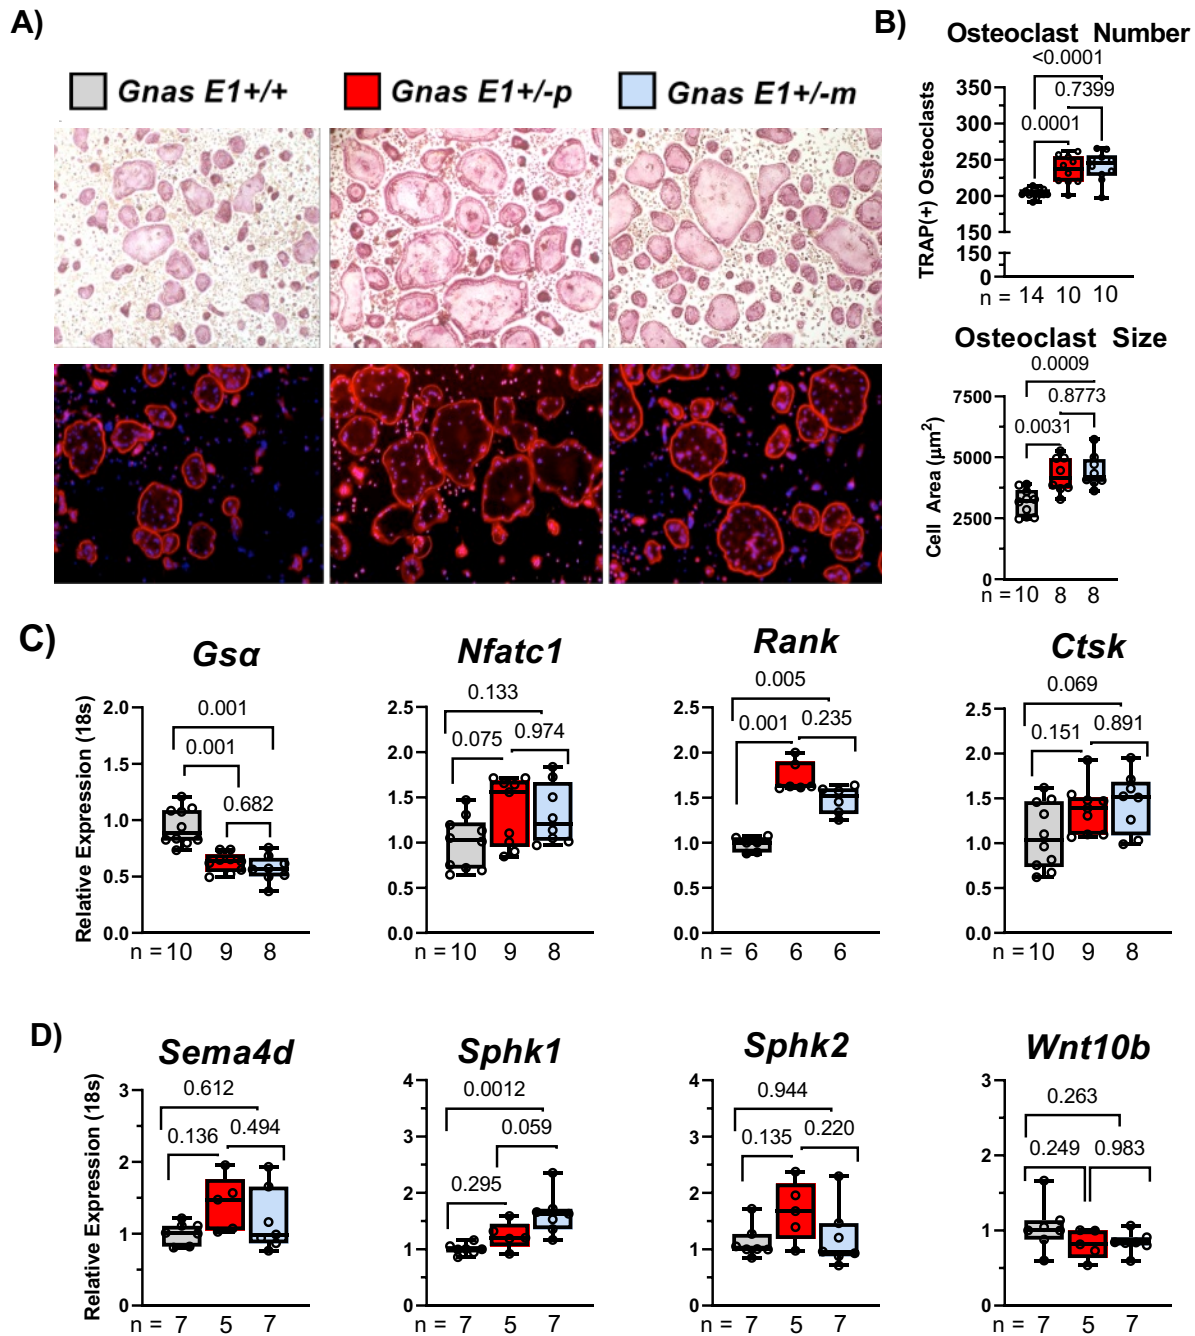 A)
Gnas E1+/+
Gnas E1+/-p
Gnas E1+/-m
B)
Osteoclast Number
<0.0001
0.7399
0.0001
TRAP(+) Osteoclasts
350
300
250
200
150
150
0
n = 14 10 10
Osteoclast Size
0.0009
0.8773
0.0031
Cell Area (μm²)
7500
5000
2500
0
n = 10 8 8
C)
Gsα
Relative Expression (18s)
2.0
1.5
1.0
0.5
0.0
0.001
0.001
0.682
n = 10 9 8
Nfatc1
2.5
2.0
1.5
1.0
0.5
0.0
0.133
0.075
0.974
n = 10 9 8
Rank
2.5
2.0
1.5
1.0
0.5
0.0
0.005
0.001
0.235
n = 6 6 6
Ctsk
2.5
2.0
1.5
1.0
0.5
0.0
0.069
0.151
0.891
n = 10 9 8
D)
Sema4d
Relative Expression (18s)
3
2
1
0
0.612
0.136
0.494
n = 7 5 7
Sphk1
4
3
2
1
0
0.0012
0.059
0.295
n = 7 5 7
Sphk2
4
3
2
1
0
0.944
0.135
0.220
n = 7 5 7
Wnt10b
3
2
1
0
0.263
0.249
0.983
n = 7 5 7